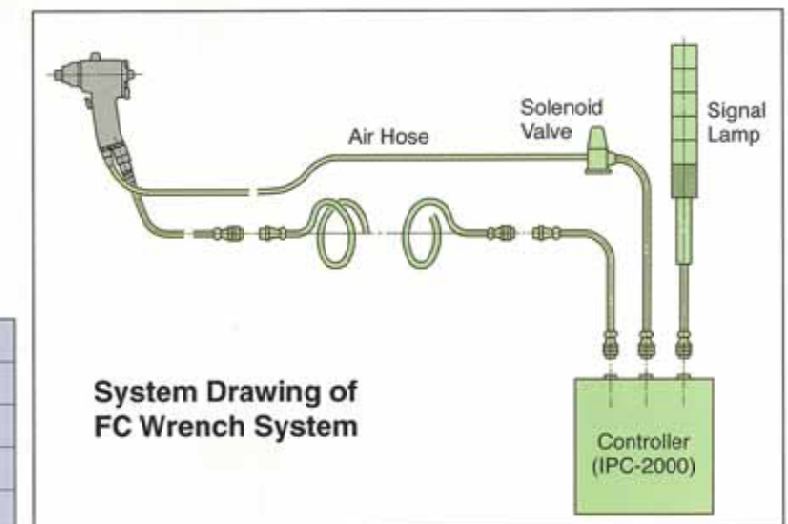 Solenoid
Valve
Signal
Lamp
Air Hose
System Drawing of
FC Wrench System
Controller
(IPC-2000)